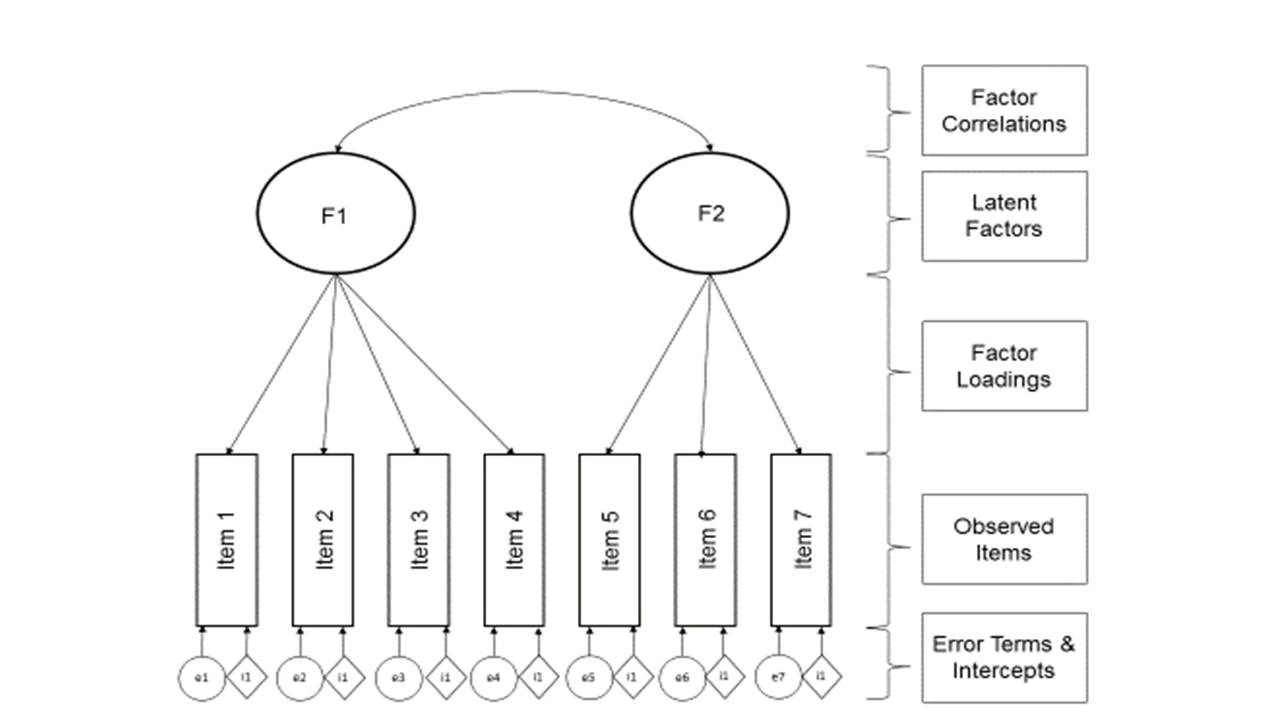 Factor
Correlations
F1
F2
Latent
Factors
Factor
Loadings
Item 1
Item 2
Item 3
Item 4
Item 5
Item 6
Item 7
Observed
Items
Error Terms &
Intercepts
e1
i1
e2
i1
e3
i1
e4
i1
e5
i1
e6
i1
e7
i1